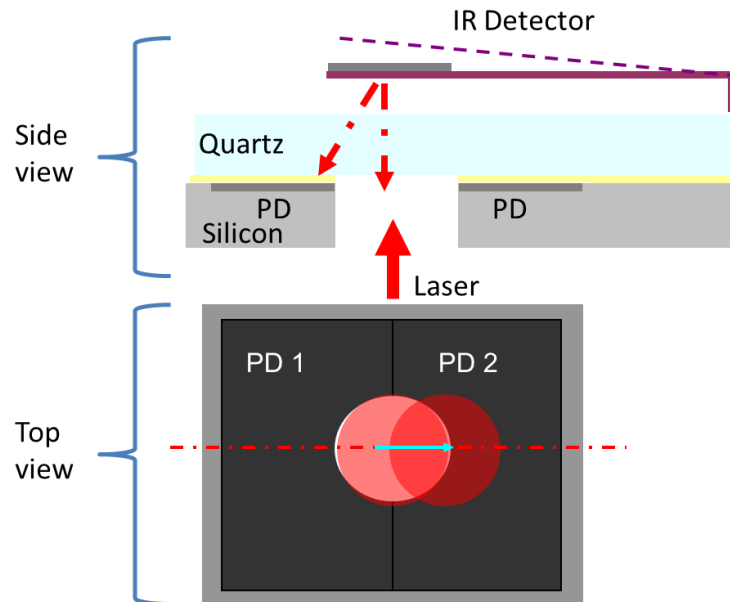 IR Detector
Side
view
Quartz
PD
PD
Silicon
Laser
PD 1
PD 2
Top
view